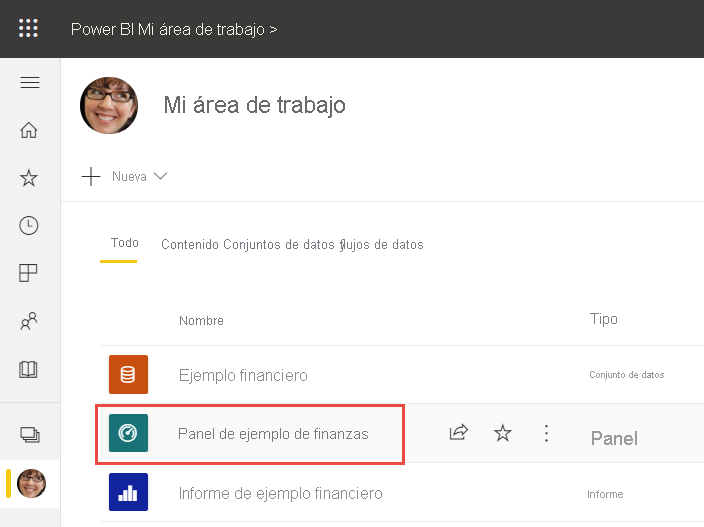 Power BI Mi área de trabajo >
Mi área de trabajo
Nueva
Todo Contenido Conjuntos de datos y flujos de datos
Nombre Tipo
Ejemplo financiero Conjunto de datos
Panel de ejemplo de finanzas Panel
Informe de ejemplo financiero Informe